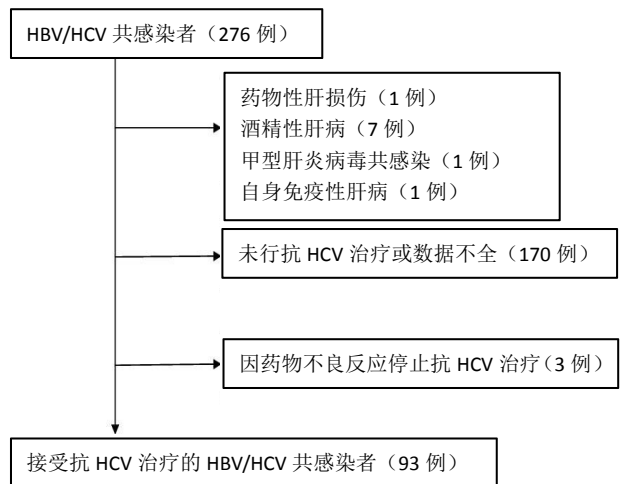 HBV/HCV 共感染者（276 例）
药物性肝损伤（1 例）
酒精性肝病（7 例）
甲型肝炎病毒共感染（1 例）
自身免疫性肝病（1 例）
未行抗 HCV 治疗或数据不全（170 例）
因药物不良反应停止抗 HCV 治疗（3 例）
接受抗 HCV 治疗的 HBV/HCV 共感染者（93 例）